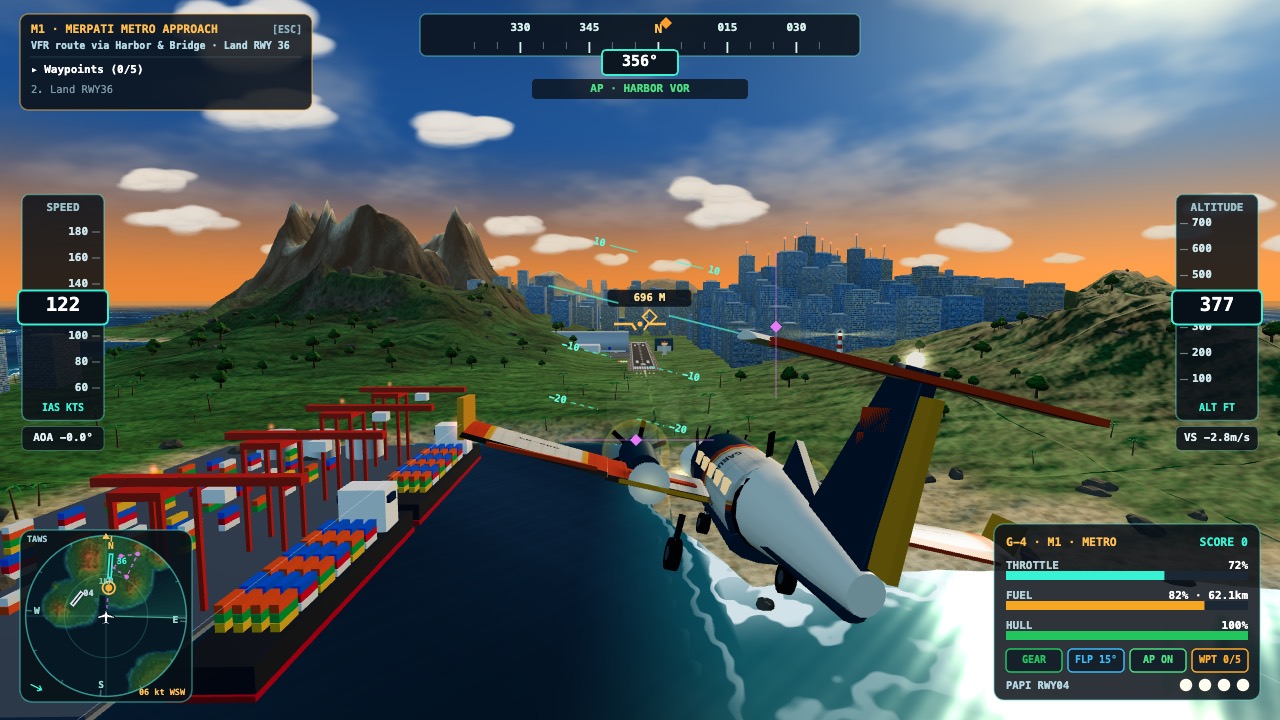 M1 · MERPATI METRO APPROACH [ESC]
VFR route via Harbor & Bridge · Land RWY 36
▸ Waypoints (0/5)
2. Land RWY36
330 345 N 015 030
356°
AP · HARBOR VOR
SPEED
180
160
140
122
100
80
60
IAS KTS
AOA −0.0°
ALTITUDE
700
600
500
377
300
200
100
ALT FT
VS −2.8m/s
10
10
696 M
−10
−10
−20
−20
TAWS
N
36
04
W
E
S
06 kt WSW
G−4 · M1 · METRO SCORE 0
THROTTLE 72%
FUEL 82% · 62.1km
HULL 100%
GEAR FLP 15° AP ON WPT 0/5
PAPI RWY04